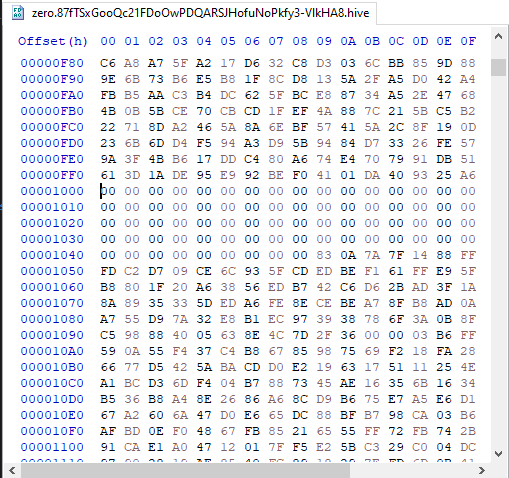 zero.87fTSxGooQc21FDoOwPDQARSJHofuNoPkfy3-VIkHA8.hive
Offset(h) 00 01 02 03 04 05 06 07 08 09 0A 0B 0C 0D 0E 0F
00000F80 C6 A8 A7 5F A2 17 D6 32 C8 D3 03 6C BB 85 9D 88
00000F90 9E 6B 73 B6 E5 B8 1F 8C D8 13 5A 2F A5 D0 42 A4
00000FA0 FB B5 AA C3 B4 DC 62 5F BC E8 87 34 A5 2E 47 68
00000FB0 4B 0B 5B CE 70 CB CD 1F EF 4A 88 7C 21 5B C5 B2
00000FC0 22 71 8D A2 46 5A 8A 6E BF 57 41 5A 2C 8F 19 0D
00000FD0 23 6B 6D D4 F5 94 A3 D9 5B 94 84 D7 33 26 FE 57
00000FE0 9A 3F 4B B6 17 DD C4 80 A6 74 E4 70 79 91 DB 51
00000FF0 61 3D 1A DE 95 E9 92 BE F0 41 01 DA 40 93 25 A6
00001000 00 00 00 00 00 00 00 00 00 00 00 00 00 00 00 00
00001010 00 00 00 00 00 00 00 00 00 00 00 00 00 00 00 00
00001020 00 00 00 00 00 00 00 00 00 00 00 00 00 00 00 00
00001030 00 00 00 00 00 00 00 00 00 00 00 00 00 00 00 00
00001040 00 00 00 00 00 00 00 00 00 83 0A 7A 7F 14 88 FF
00001050 FD C2 D7 09 CE 6C 93 5F CD ED BE F1 61 FF E9 5F
00001060 B8 80 1F 20 A6 38 56 ED B7 42 C6 D6 2B AD 3F 1A
00001070 8A 89 35 33 5D ED A6 FE 8E CE BE A7 8F B8 AD 0A
00001080 A7 55 D9 7A 32 E8 B1 EC 97 39 38 78 6F 3A 0B 8F
00001090 C5 98 88 40 05 63 8E 4C 7D 2F 36 00 00 03 B6 FF
000010A0 59 0A 55 F4 37 C4 B8 67 85 98 75 69 F2 18 FA 28
000010B0 66 77 D5 42 5A BA CD D0 E2 19 63 17 51 11 25 4E
000010C0 A1 BC D3 6D F4 04 B7 88 73 45 AE 16 35 6B 16 34
000010D0 B5 36 B8 A4 8E 26 86 A6 8C D9 B6 75 E7 A5 E6 D1
000010E0 67 A2 60 6A 47 D0 E6 65 DC 88 BF B7 98 CA 03 B6
000010F0 AF BD 0E F0 48 67 FB 85 21 65 55 FF 72 FB 74 2B
00001100 91 CA E1 A0 47 12 01 7F F5 E2 5B C3 29 C0 04 DC